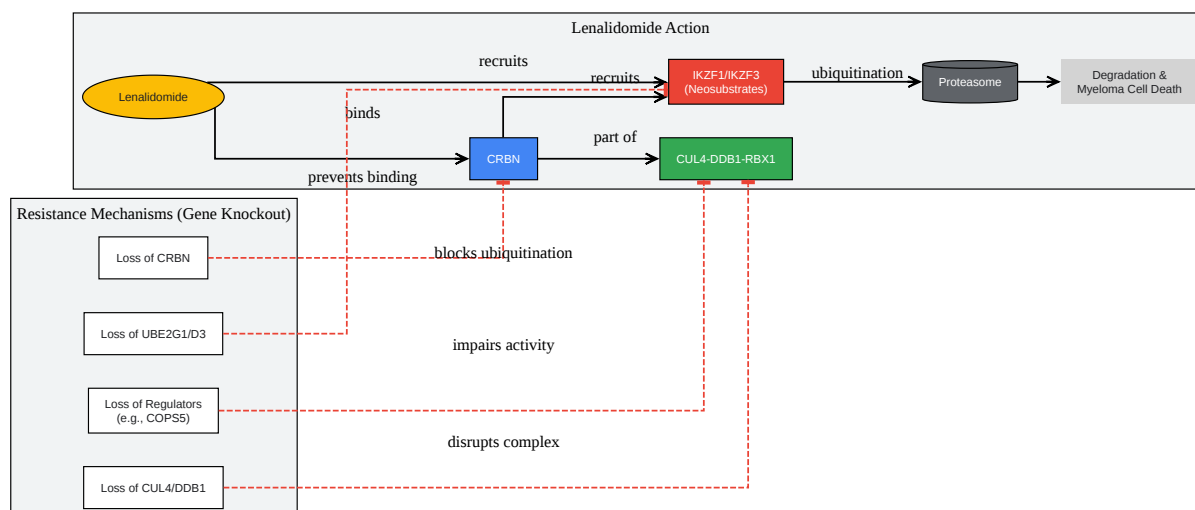 Lenalidomide Action
recruits
recruits
IKZF1/IKZF3
(Neosubstrates)
ubiquitination
Proteasome
Degradation &
Myeloma Cell Death
Lenalidomide
binds
CRBN
part of
CUL4-DDB1-RBX1
prevents binding
Resistance Mechanisms (Gene Knockout)
Loss of CRBN
blocks ubiquitination
Loss of UBE2G1/D3
impairs activity
Loss of Regulators
(e.g., COPS5)
disrupts complex
Loss of CUL4/DDB1